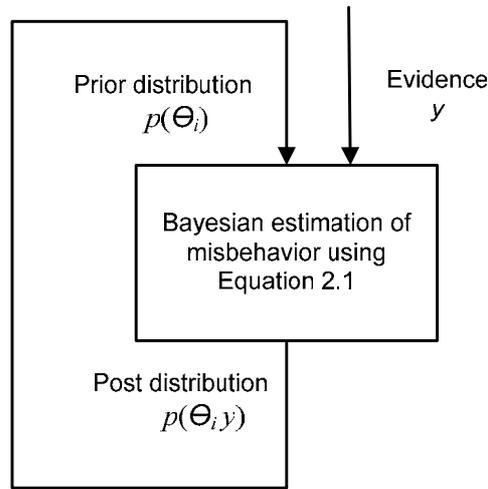 Prior distribution
p(Θi)
Evidence
y
Bayesian estimation of
misbehavior using
Equation 2.1
Post distribution
p(Θi y)